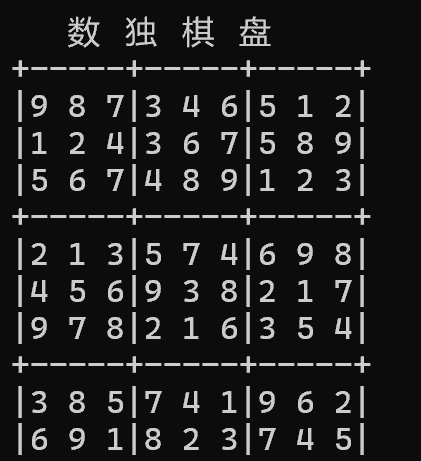 数 独 棋 盘
+-----+-----+-----+
|9 8 7|3 4 6|5 1 2|
|1 2 4|3 6 7|5 8 9|
|5 6 7|4 8 9|1 2 3|
+-----+-----+-----+
|2 1 3|5 7 4|6 9 8|
|4 5 6|9 3 8|2 1 7|
|9 7 8|2 1 6|3 5 4|
+-----+-----+-----+
|3 8 5|7 4 1|9 6 2|
|6 9 1|8 2 3|7 4 5|